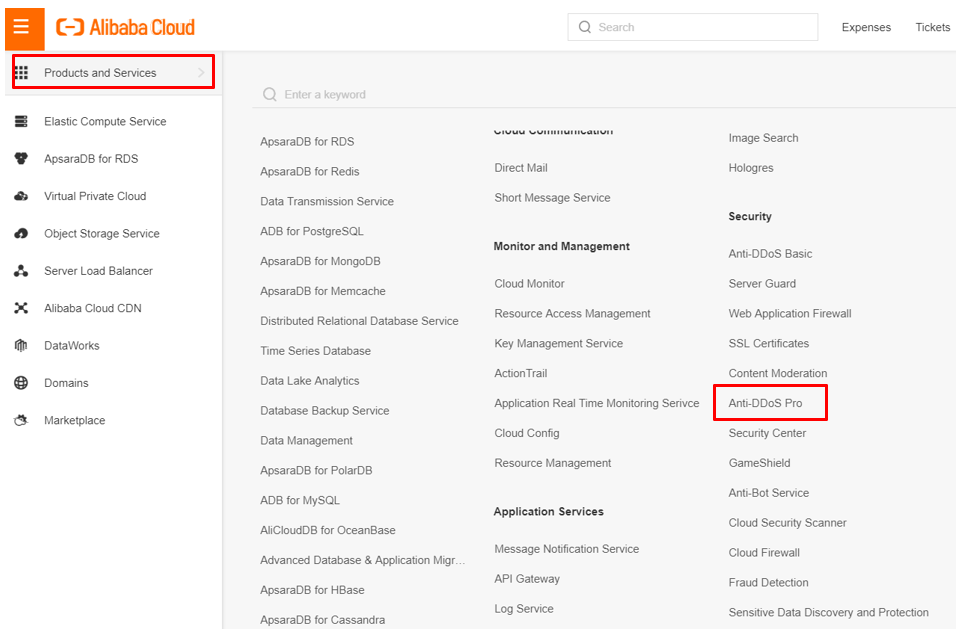 Alibaba Cloud
Search
Expenses
Tickets
Products and Services
Elastic Compute Service
ApsaraDB for RDS
Virtual Private Cloud
Object Storage Service
Server Load Balancer
Alibaba Cloud CDN
DataWorks
Domains
Marketplace
Enter a keyword
ApsaraDB for RDS
ApsaraDB for Redis
Data Transmission Service
ADB for PostgreSQL
ApsaraDB for MongoDB
ApsaraDB for Memcache
Distributed Relational Database Service
Time Series Database
Data Lake Analytics
Database Backup Service
Data Management
ApsaraDB for PolarDB
ADB for MySQL
AliCloudDB for OceanBase
Advanced Database & Application Migr…
ApsaraDB for HBase
ApsaraDB for Cassandra
Cloud Communication
Direct Mail
Short Message Service
Monitor and Management
Cloud Monitor
Resource Access Management
Key Management Service
ActionTrail
Application Real Time Monitoring Serivce
Cloud Config
Resource Management
Application Services
Message Notification Service
API Gateway
Log Service
Image Search
Hologres
Security
Anti-DDoS Basic
Server Guard
Web Application Firewall
SSL Certificates
Content Moderation
Anti-DDoS Pro
Security Center
GameShield
Anti-Bot Service
Cloud Security Scanner
Cloud Firewall
Fraud Detection
Sensitive Data Discovery and Protection